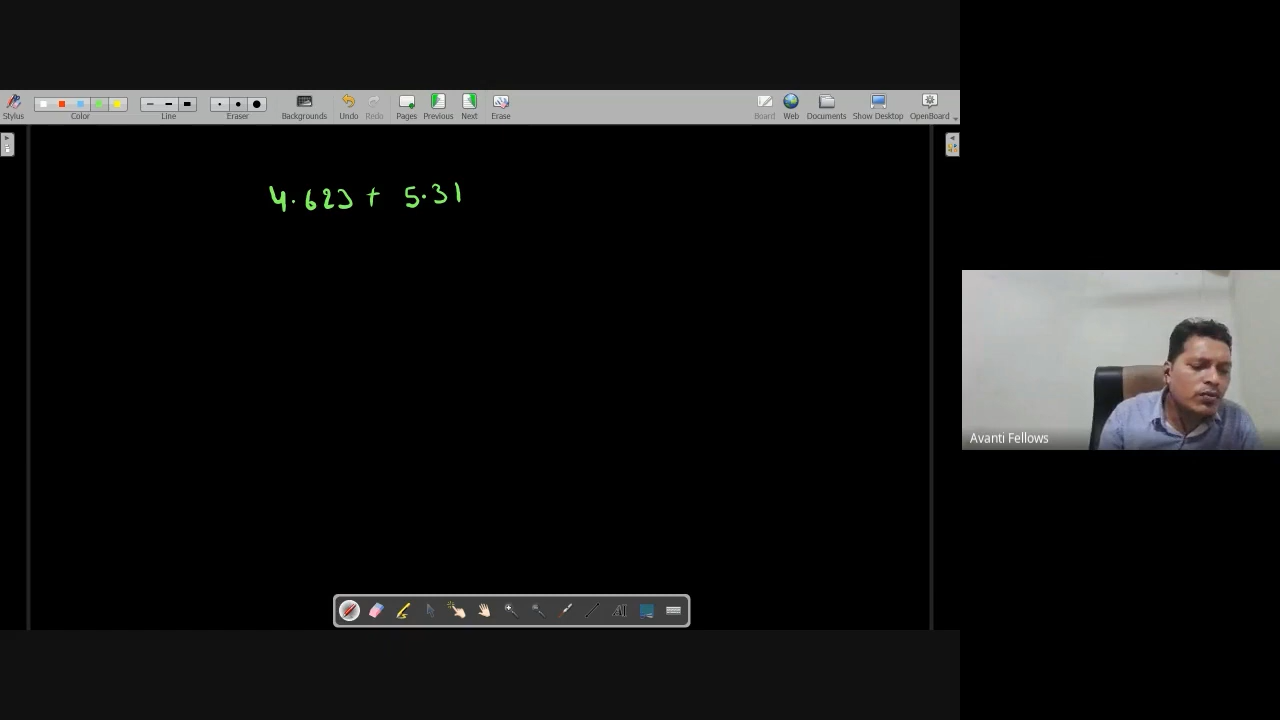 Stylus Color Line Eraser Backgrounds Undo Redo Pages Previous Next Erase Board Web Documents Show Desktop OpenBoard
4.623 + 5.31
Avanti Fellows
AI